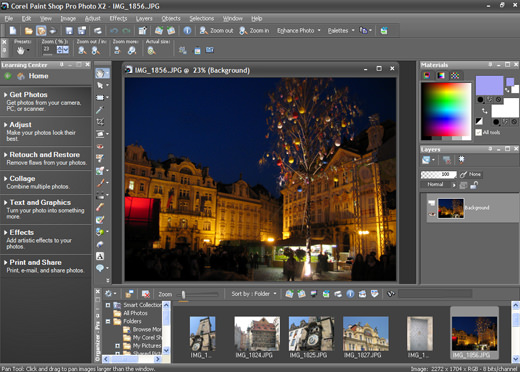 Corel Paint Shop Pro Photo X2 - IMG_1856.JPG
File Edit View Image Adjust Effects Layers Objects Selections Window Help
Zoom out Zoom in Enhance Photo Palettes
Presets: Zoom ( % ): Zoom out / in: Zoom more: Actual size:
23
Learning Center
Home
Get Photos
Get photos from your camera, PC, or scanner.
Adjust
Make your photos look their best.
Retouch and Restore
Remove flaws from your photo.
Collage
Combine multiple photos.
Text and Graphics
Turn your photo into something more.
Effects
Add artistic effects to your photos.
Print and Share
Print, e-mail, and share photos.
IMG_1856.JPG @ 23% (Background)
Materials
All tools
Layers
100
None
Normal
Background
Organizer
Zoom
Sort by : Folder
Smart Collection
All Photos
Folders
Browse Mor
My Corel Sh
My Pictures
Shared Pict
IMG_1...
IMG_1824.JPG
IMG_1825.JPG
IMG_1827.JPG
IMG_1...
IMG_1856.JPG
Pan Tool: Click and drag to pan images larger than the window.
Image: 2272 x 1704 x RGB - 8 bits/channel